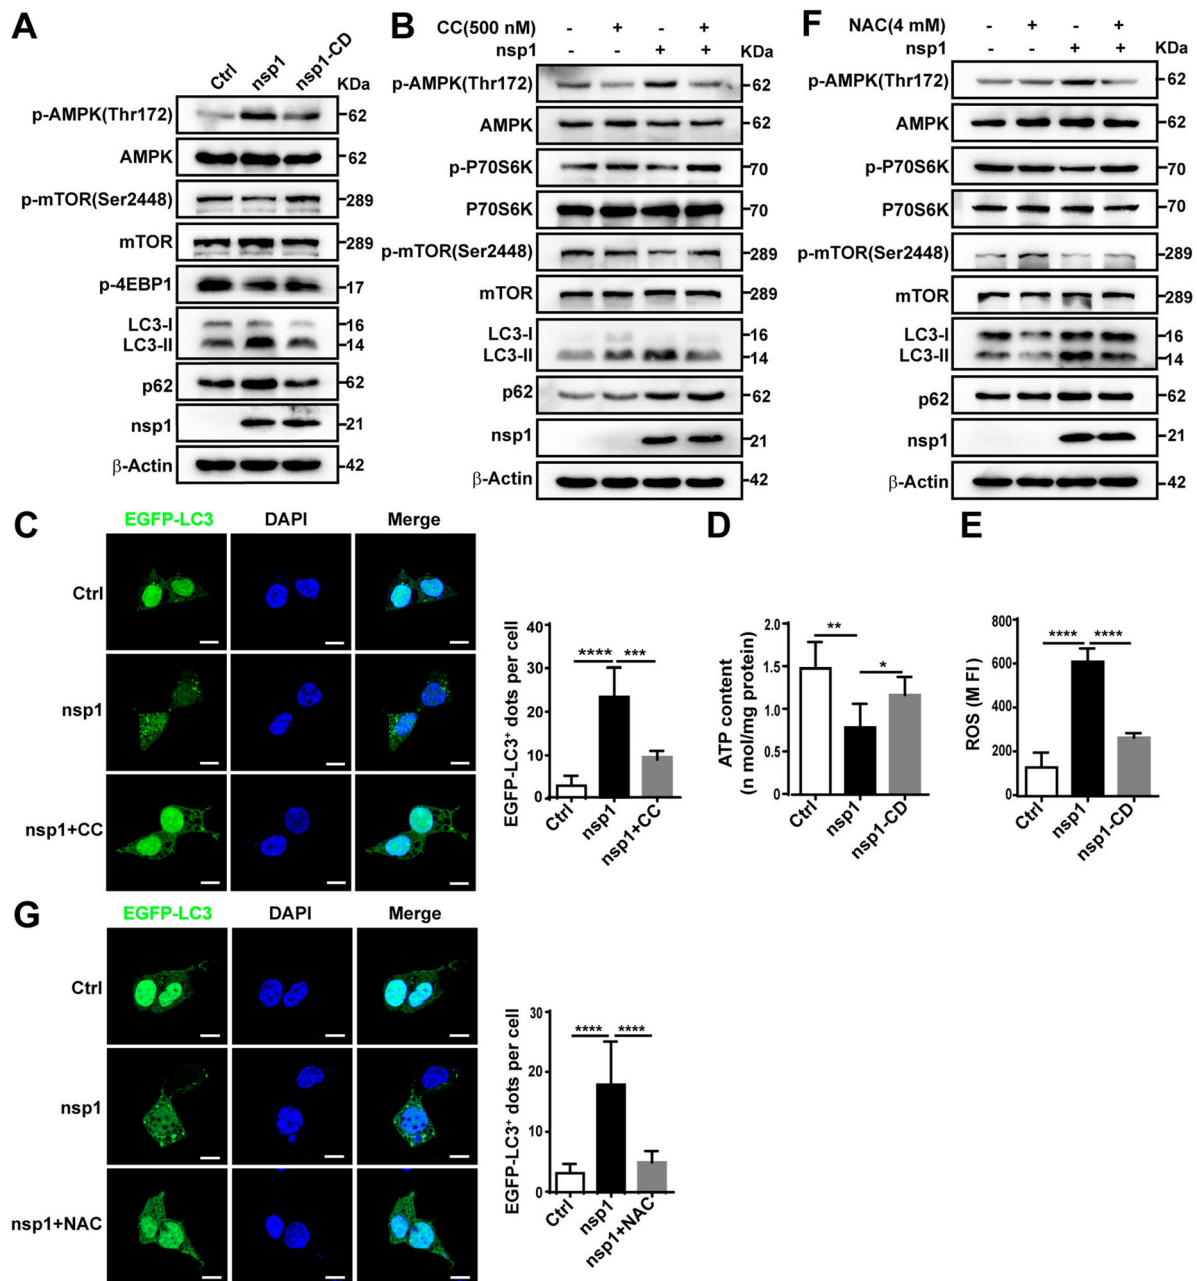 A
Ctrl nsp1 nsp1-CD KDa
p-AMPK(Thr172) 62
AMPK 62
p-mTOR(Ser2448) 289
mTOR 289
p-4EBP1 17
LC3-I 16
LC3-II 14
p62 62
nsp1 21
β-Actin 42
B
CC(500 nM) - + - +
nsp1 - - + + KDa
p-AMPK(Thr172) 62
AMPK 62
p-P70S6K 70
P70S6K 70
p-mTOR(Ser2448) 289
mTOR 289
LC3-I 16
LC3-II 14
p62 62
nsp1 21
β-Actin 42
F
NAC(4 mM) - + - +
nsp1 - - + + KDa
p-AMPK(Thr172) 62
AMPK 62
p-P70S6K 70
P70S6K 70
p-mTOR(Ser2448) 289
mTOR 289
LC3-I 16
LC3-II 14
p62 62
nsp1 21
β-Actin 42
C
EGFP-LC3 DAPI Merge
Ctrl
nsp1
nsp1+CC
EGFP-LC3⁺ dots per cell
40
30
20
10
0
**** ***
Ctrl nsp1 nsp1+CC
D
ATP content
(n mol/mg protein)
2.0
1.5
1.0
0.5
0.0
** *
Ctrl nsp1 nsp1-CD
E
ROS (M FI)
800
600
400
200
0
**** ****
Ctrl nsp1 nsp1-CD
G
EGFP-LC3 DAPI Merge
Ctrl
nsp1
nsp1+NAC
EGFP-LC3⁺ dots per cell
30
20
10
0
**** ****
Ctrl nsp1 nsp1+NAC